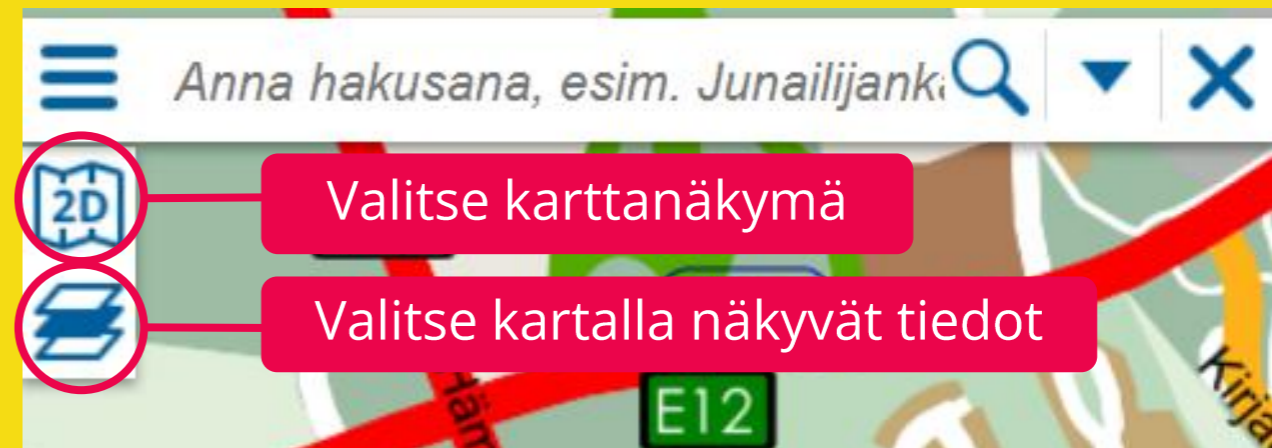 Anna hakusana, esim. Junailijank
2D
Valitse karttanäkymä
Valitse kartalla näkyvät tiedot
E12